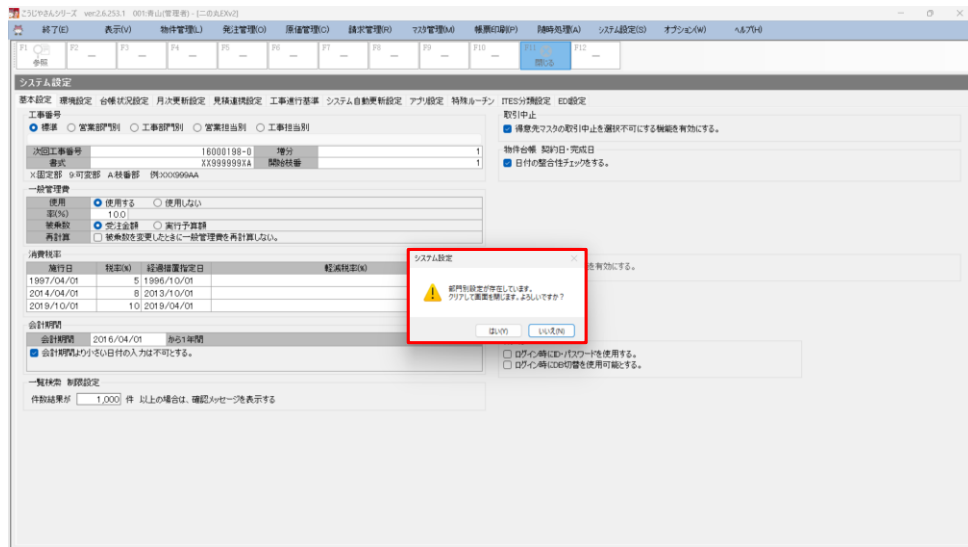 こうじやさんシリーズ ver.2.6.253.1 001:青山(管理者) - [二の丸EXv2]
終了(E) 表示(V) 物件管理(L) 発注管理(O) 原価管理(C) 請求管理(R) マスタ管理(M) 帳票印刷(P) 随時処理(A) システム設定(S) オプション(W) ヘルプ(H)
F1 F2 F3 F4 F5 F6 F7 F8 F9 F10 F11 F12
参照 閉じる
システム設定
基本設定 環境設定 台帳状況設定 月次更新設定 見積連携設定 工事進行基準 システム自動更新設定 アプリ設定 特殊ルーチン ITES分類設定 EDI設定
工事番号
標準 営業部門別 工事部門別 営業担当別 工事担当別
次回工事番号 16000198-0 増分 1
書式 XX999999XA 開始枝番 1
X:固定部 9:可変部 A:枝番部 例:XXX999AA
一般管理費
使用 使用する 使用しない
率(%) 10.0
被乗数 受注金額 実行予算額
再計算 被乗数を変更したときに一般管理費を再計算しない。
消費税率
施行日 税率(%) 経過措置指定日 軽減税率(%)
1997/04/01 5 1996/10/01
2014/04/01 8 2013/10/01
2019/10/01 10 2019/04/01
会計期間
会計期間 2016/04/01 から1年間
会計期間より小さい日付の入力は不可とする。
一覧検索 制限設定
件数結果が 1,000 件 以上の場合は、確認メッセージを表示する
取引中止
得意先マスタの取引中止を選択不可にする機能を有効にする。
物件台帳 契約日・完成日
日付の整合性チェックをする。
を有効にする。
ログイン時にID・パスワードを使用する。
ログイン時にDB切替を使用可能とする。
システム設定
部門別設定が存在しています。
クリアして画面を閉じます。よろしいですか?
はい(Y) いいえ(N)